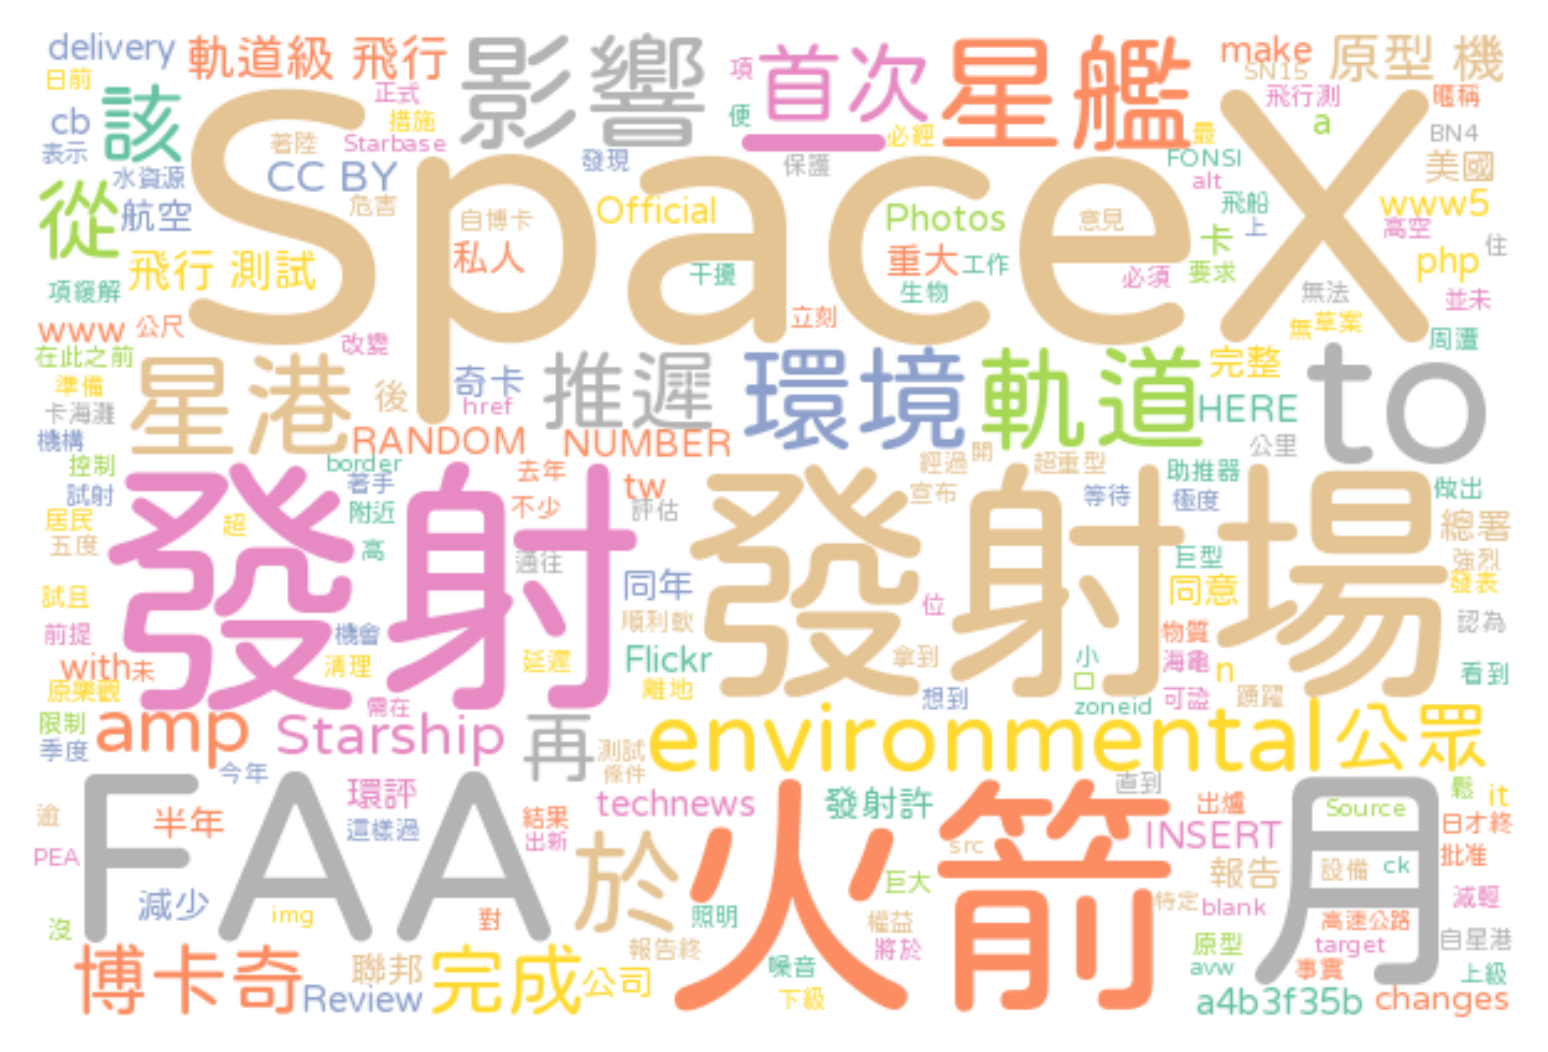 delivery 軌道級 飛行 影響 項 首次 星艦 make 原型 機
日前 該 正式 SN15
cb 措施 便 必經 最 飛行測 暱稱
表示 著陸 Starbase 發現 保護 a BN4
水資源 CC BY FONSI 美國
從 航空 危害 SpaceX alt 飛船 www5
自博卡 Official Photos 意見 上 高空
飛行 測試 私人 干擾 重大 工作 必須 卡 要求 php 住
項緩解 生物 無法 並未
www 公尺 立刻 無 草案
在此之前 改變 周遭
準備 星港 後 奇卡 推遲 環境 軌道 完整 to
卡海灘 href HERE
機構 RANDOM NUMBER 公里
控制 border 去年 經過 開 超重型 助推器
試射 著手 發射 不少 tw 評估 宣布 發射場 等待 極度 做出
居民 超 附近 總署
五度 高 通往 巨型 強烈
試且 同年 位 同意 發表
前提 機會 順利軟 物質 認為
with 未 清理 延遲 Flickr 拿到 小 海龜 n 看到
原樂觀 離地 想到 口 可證 踴躍
限制 amp 需在 Starship 再 environmental zoneid 公眾
季度 測試
今年 條件 直到 鬆
逾 FAA 半年 環評 結果 technews 火箭 發射許 出爐 月 Source it
PEA 這樣過 出新 src INSERT 日才終
減少 於 巨大 報告 設備 ck 批准
沒 img 對 照明 權益 特定 blank 高速公路 減輕
博卡奇 聯邦 完成 報告終 將於 原型 target 自星港
Review 公司 噪音 avw 事實 上級
下級 a4b3f35b changes